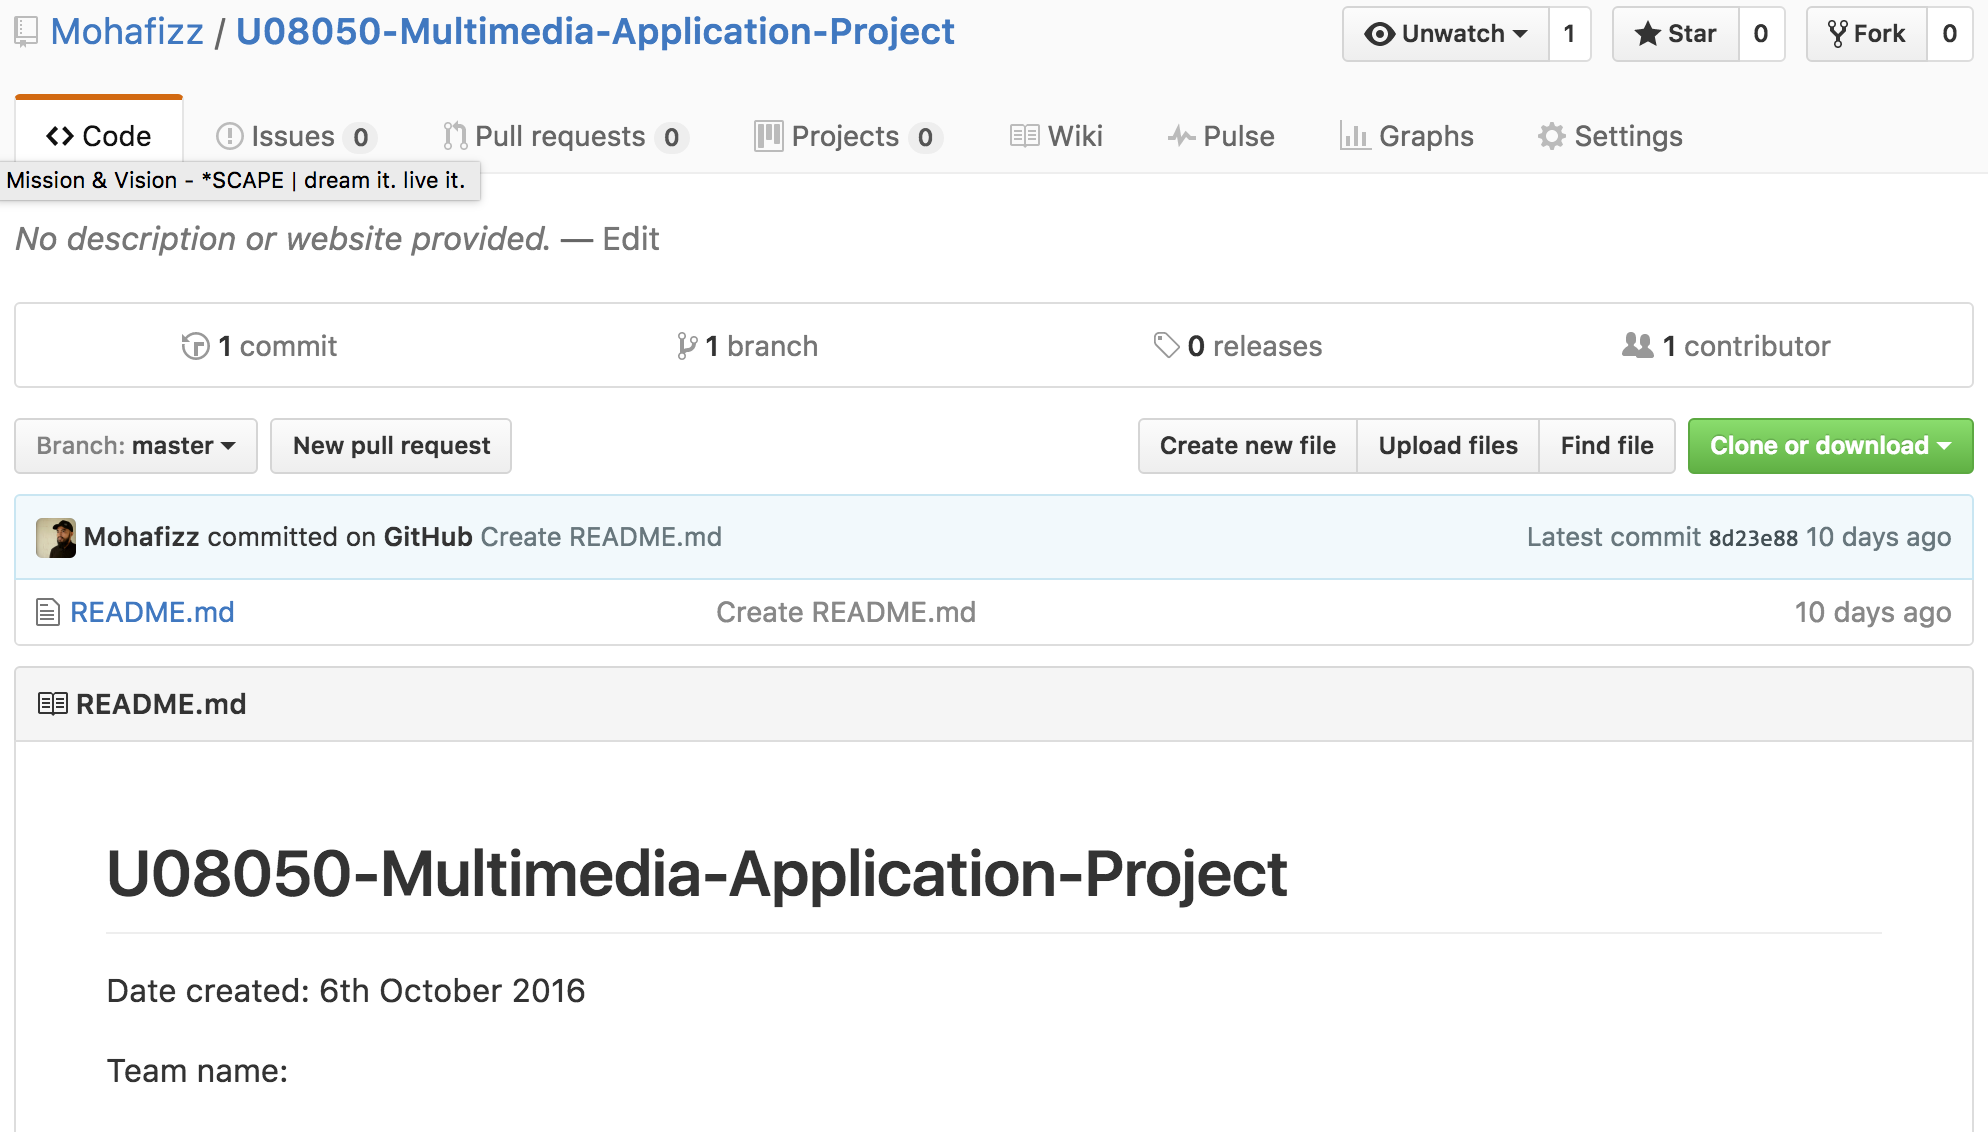 Mohafizz / U08050-Multimedia-Application-Project
Unwatch 1 Star 0 Fork 0
Code Issues 0 Pull requests 0 Projects 0 Wiki Pulse Graphs Settings
Mission & Vision - *SCAPE | dream it. live it.
No description or website provided. — Edit
1 commit 1 branch 0 releases 1 contributor
Branch: master New pull request Create new file Upload files Find file Clone or download
Mohafizz committed on GitHub Create README.md Latest commit 8d23e88 10 days ago
README.md Create README.md 10 days ago
README.md
U08050-Multimedia-Application-Project
Date created: 6th October 2016
Team name: